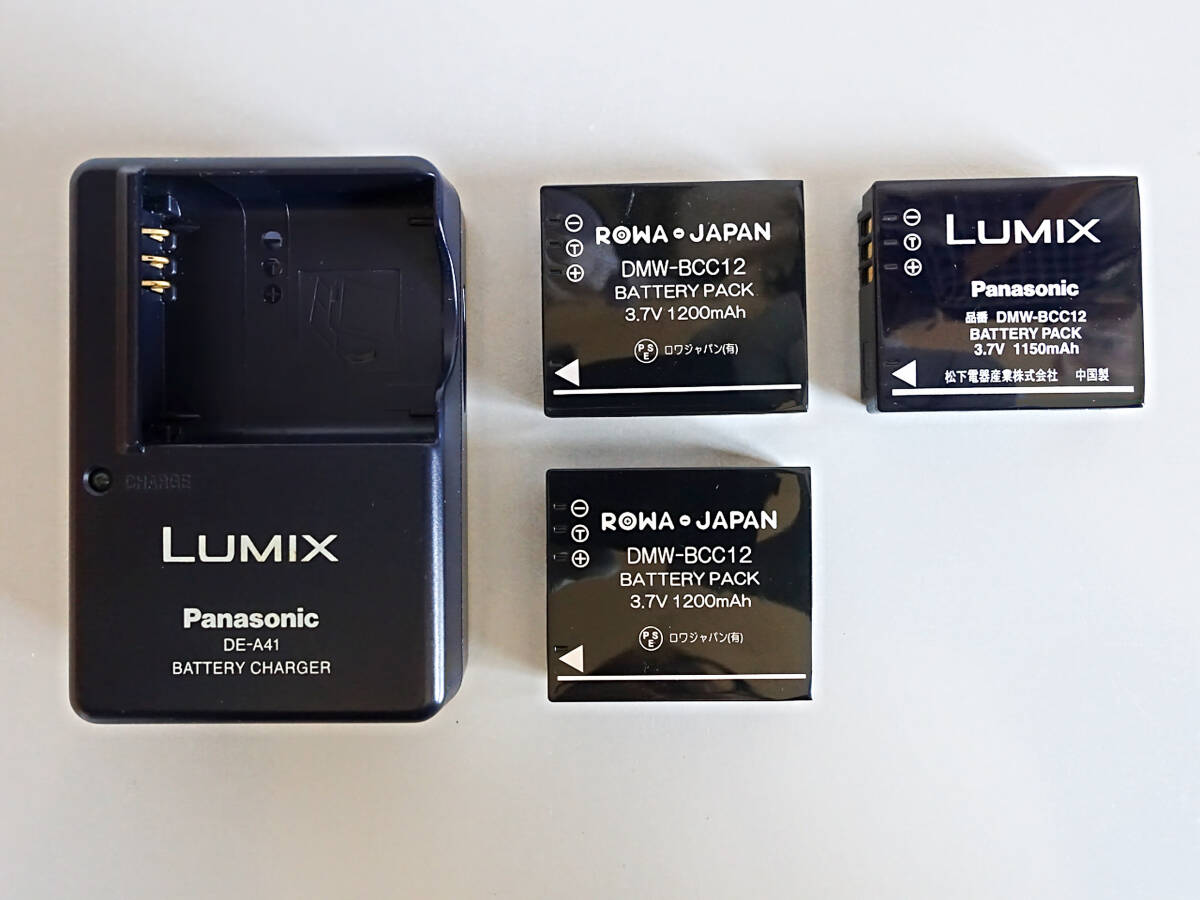 CHARGE
LUMIX
Panasonic
DE-A41
BATTERY CHARGER
T
ROWA JAPAN
DMW-BCC12
BATTERY PACK
3.7V 1200mAh
PSE ロワジャパン(有)
T
LUMIX
Panasonic
品番 DMW-BCC12
BATTERY PACK
3.7V 1150mAh
松下電器産業株式会社 中国製
T
ROWA JAPAN
DMW-BCC12
BATTERY PACK
3.7V 1200mAh
PSE ロワジャパン(有)